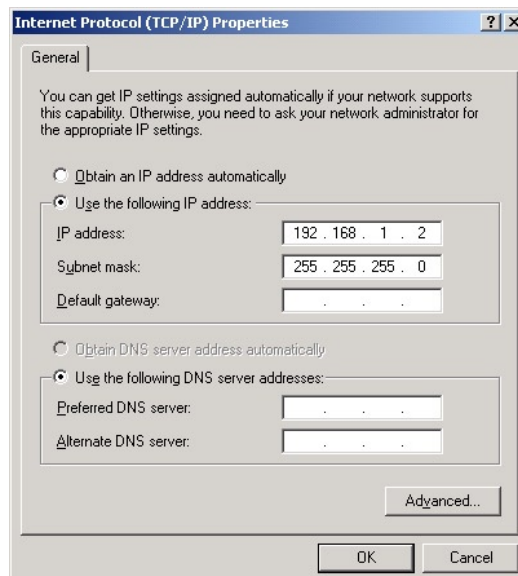 Internet Protocol (TCP/IP) Properties
General
You can get IP settings assigned automatically if your network supports
this capability. Otherwise, you need to ask your network administrator for
the appropriate IP settings.
Obtain an IP address automatically
Use the following IP address:
IP address: 192 . 168 . 1 . 2
Subnet mask: 255 . 255 . 255 . 0
Default gateway: . . .
Obtain DNS server address automatically
Use the following DNS server addresses:
Preferred DNS server: . . .
Alternate DNS server: . . .
Advanced...
OK Cancel